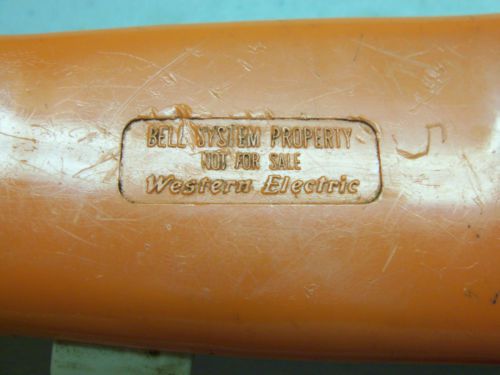 BELL SYSTEM PROPERTY
NOT FOR SALE
Western Electric